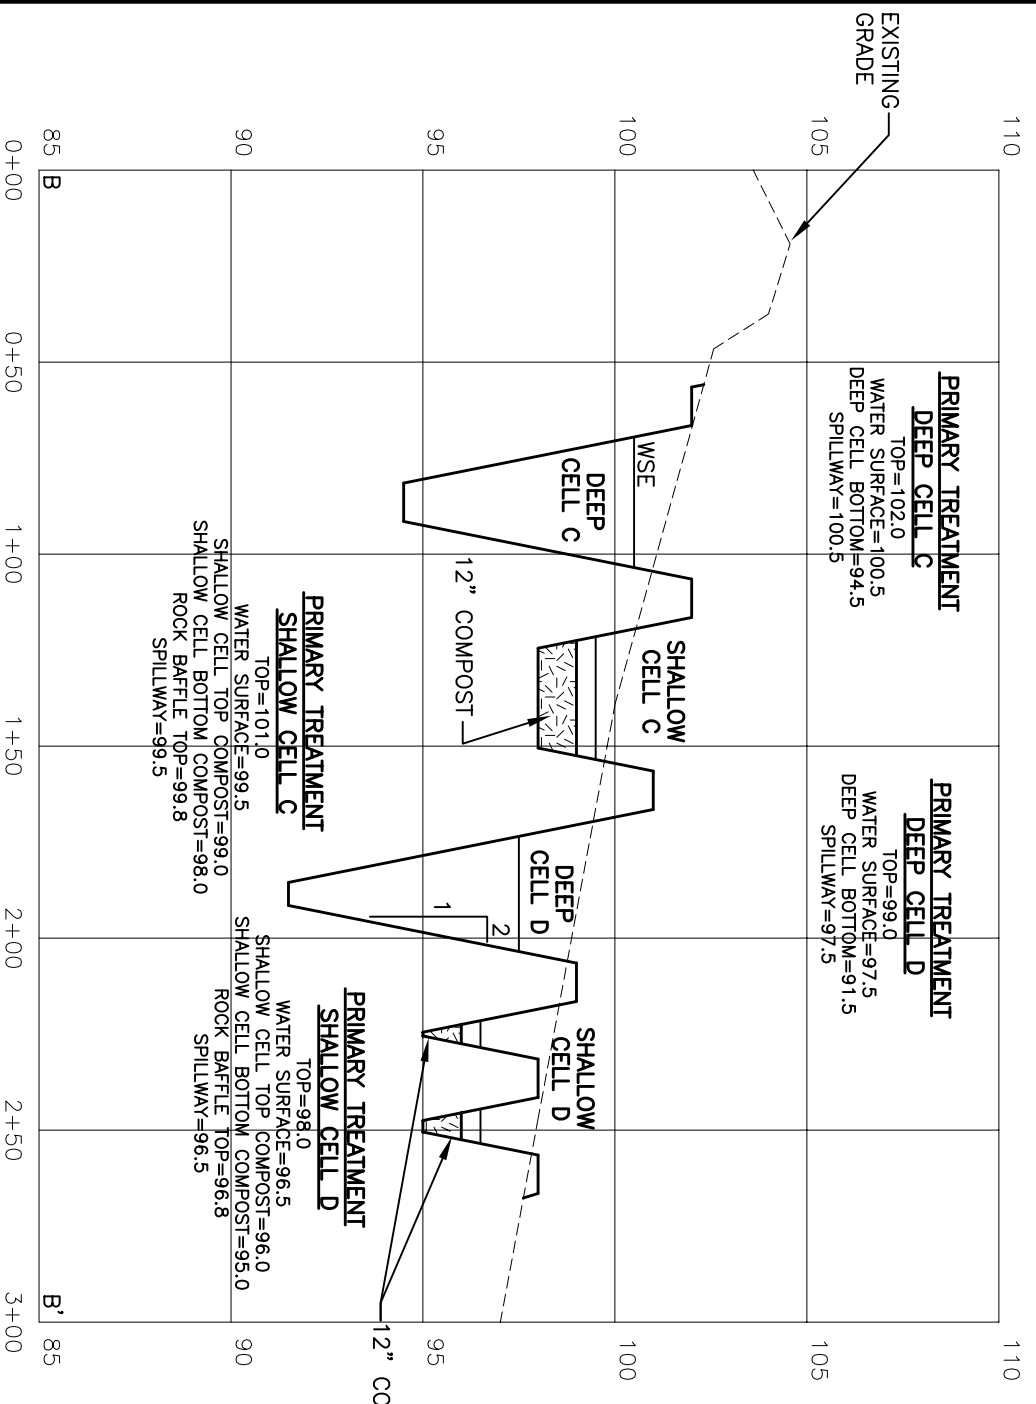 EXISTING
GRADE
110
105
100
95
90
85
PRIMARY TREATMENT
DEEP CELL C
TOP=102.0
WATER SURFACE=100.5
DEEP CELL BOTTOM=94.5
SPILLWAY=100.5
PRIMARY TREATMENT
DEEP CELL D
TOP=99.0
WATER SURFACE=97.5
DEEP CELL BOTTOM=91.5
SPILLWAY=97.5
WSE
DEEP
CELL C
SHALLOW
CELL C
12" COMPOST
DEEP
CELL D
2
1
SHALLOW
CELL D
PRIMARY TREATMENT
SHALLOW CELL C
TOP=101.0
WATER SURFACE=99.5
SHALLOW CELL TOP COMPOST=99.0
SHALLOW CELL BOTTOM COMPOST=98.0
ROCK BAFFLE TOP=99.8
SPILLWAY=99.5
PRIMARY TREATMENT
SHALLOW CELL D
TOP=98.0
WATER SURFACE=96.5
SHALLOW CELL TOP COMPOST=96.0
SHALLOW CELL BOTTOM COMPOST=95.0
ROCK BAFFLE TOP=96.8
SPILLWAY=96.5
12" CC
110
105
100
95
90
85
B
B'
0+00
0+50
1+00
1+50
2+00
2+50
3+00